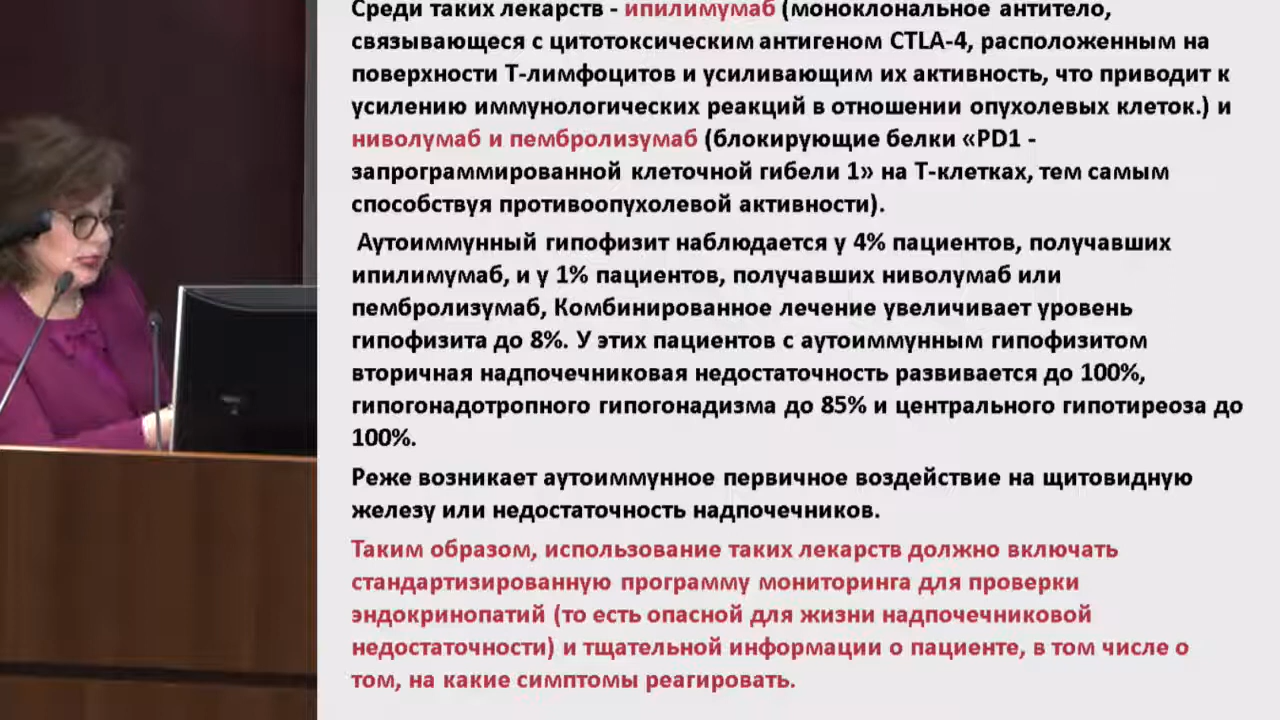 Среди таких лекарств - ипилимумаб (моноклональное антитело,
связывающеся с цитотоксическим антигеном CTLA-4, расположенным на
поверхности Т-лимфоцитов и усиливающим их активность, что приводит к
усилению иммунологических реакций в отношении опухолевых клеток.) и
ниволумаб и пембролизумаб (блокирующие белки «PD1 -
запрограммированной клеточной гибели 1» на Т-клетках, тем самым
способствуя противоопухолевой активности).
Аутоиммунный гипофизит наблюдается у 4% пациентов, получавших
ипилимумаб, и у 1% пациентов, получавших ниволумаб или
пембролизумаб, Комбинированное лечение увеличивает уровень
гипофизита до 8%. У этих пациентов с аутоиммунным гипофизитом
вторичная надпочечниковая недостаточность развивается до 100%,
гипогонадотропного гипогонадизма до 85% и центрального гипотиреоза до
100%.
Реже возникает аутоиммунное первичное воздействие на щитовидную
железу или недостаточность надпочечников.
Таким образом, использование таких лекарств должно включать
стандартизированную программу мониторинга для проверки
эндокринопатий (то есть опасной для жизни надпочечниковой
недостаточности) и тщательной информации о пациенте, в том числе о
том, на какие симптомы реагировать.